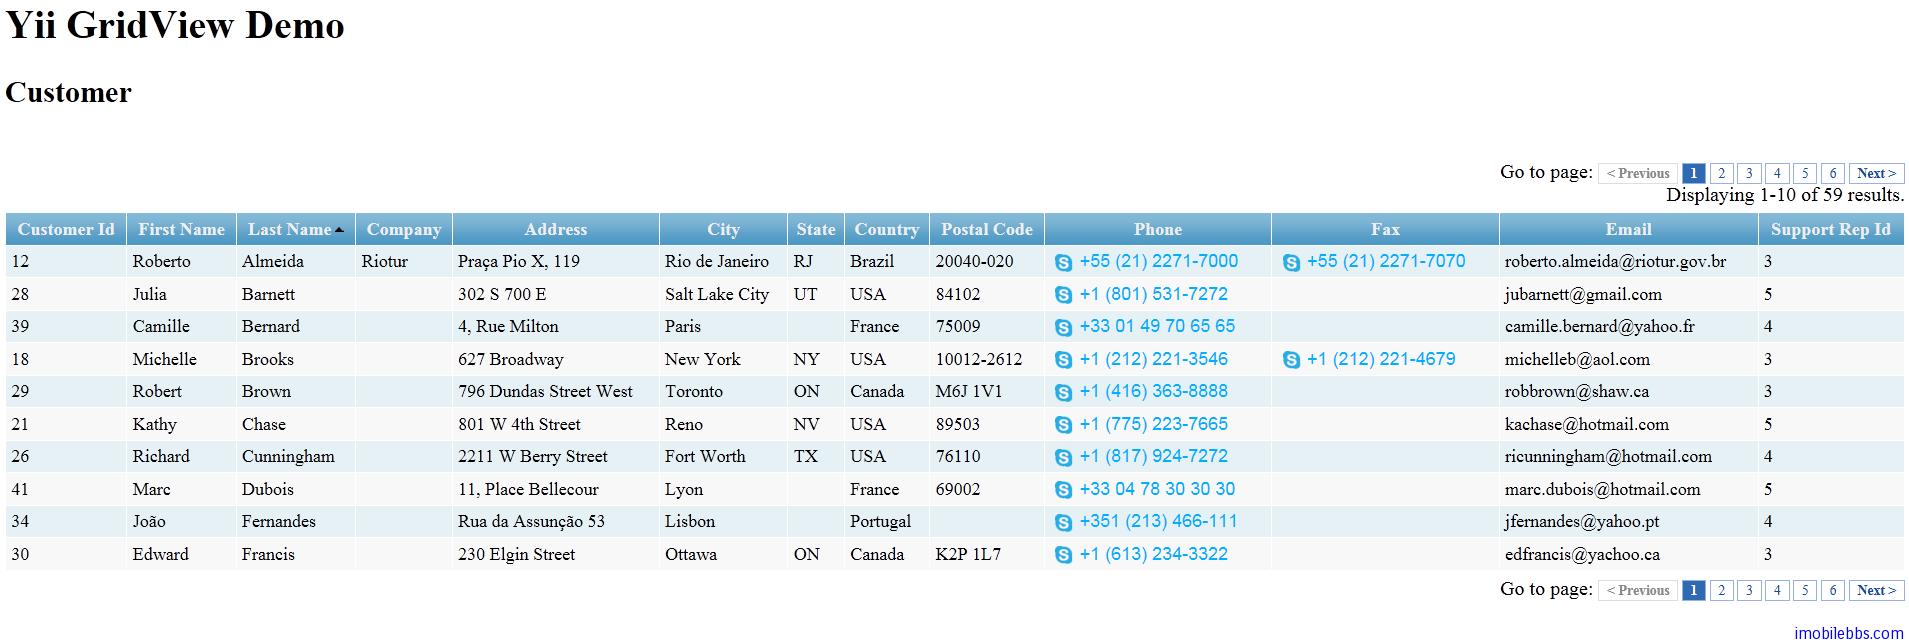 Yii GridView Demo
Customer
Go to page: < Previous 1 2 3 4 5 6 Next >
Displaying 1-10 of 59 results.
Customer Id First Name Last Name Company Address City State Country Postal Code Phone Fax Email Support Rep Id
12 Roberto Almeida Riotur Praça Pio X, 119 Rio de Janeiro RJ Brazil 20040-020 +55 (21) 2271-7000 +55 (21) 2271-7070 roberto.almeida@riotur.gov.br 3
28 Julia Barnett 302 S 700 E Salt Lake City UT USA 84102 +1 (801) 531-7272 jubarnett@gmail.com 5
39 Camille Bernard 4, Rue Milton Paris France 75009 +33 01 49 70 65 65 camille.bernard@yahoo.fr 4
18 Michelle Brooks 627 Broadway New York NY USA 10012-2612 +1 (212) 221-3546 +1 (212) 221-4679 michelleb@aol.com 3
29 Robert Brown 796 Dundas Street West Toronto ON Canada M6J 1V1 +1 (416) 363-8888 robbrown@shaw.ca 3
21 Kathy Chase 801 W 4th Street Reno NV USA 89503 +1 (775) 223-7665 kachase@hotmail.com 5
26 Richard Cunningham 2211 W Berry Street Fort Worth TX USA 76110 +1 (817) 924-7272 ricunningham@hotmail.com 4
41 Marc Dubois 11, Place Bellecour Lyon France 69002 +33 04 78 30 30 30 marc.dubois@hotmail.com 5
34 João Fernandes Rua da Assunção 53 Lisbon Portugal +351 (213) 466-111 jfernandes@yahoo.pt 4
30 Edward Francis 230 Elgin Street Ottawa ON Canada K2P 1L7 +1 (613) 234-3322 edfrancis@yachoo.ca 3
Go to page: < Previous 1 2 3 4 5 6 Next >
imobilebbs.com